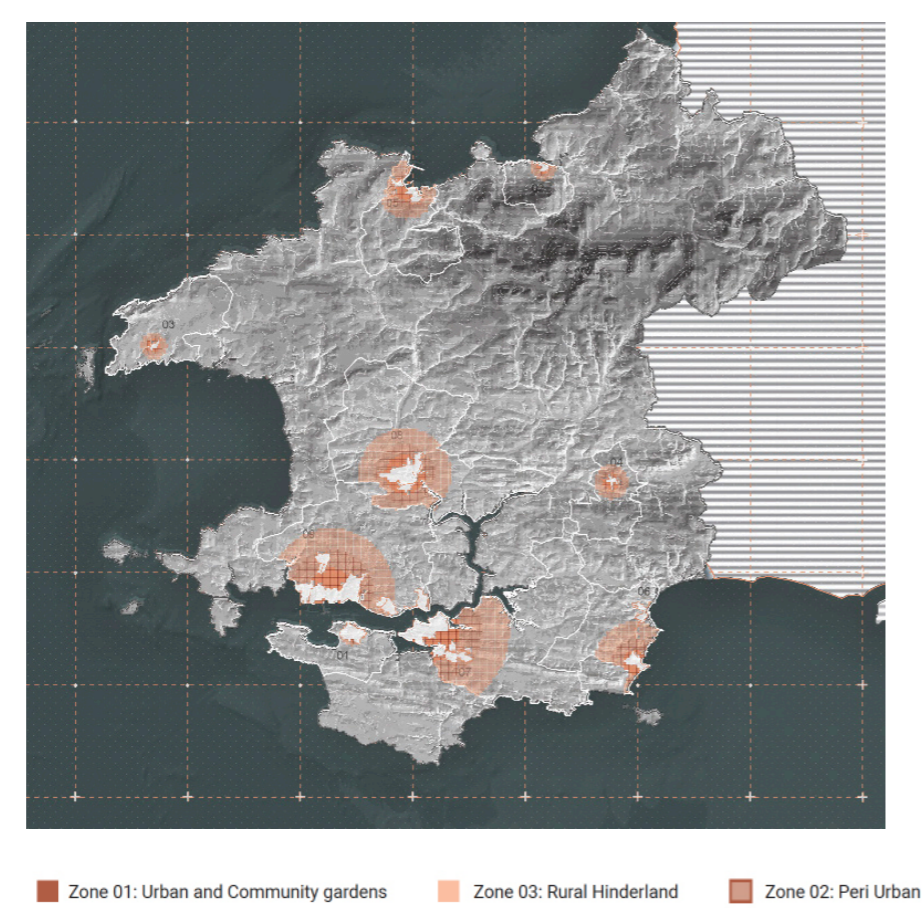 03
01
Zone 01: Urban and Community gardens
Zone 03: Rural Hinderland
Zone 02: Peri Urban